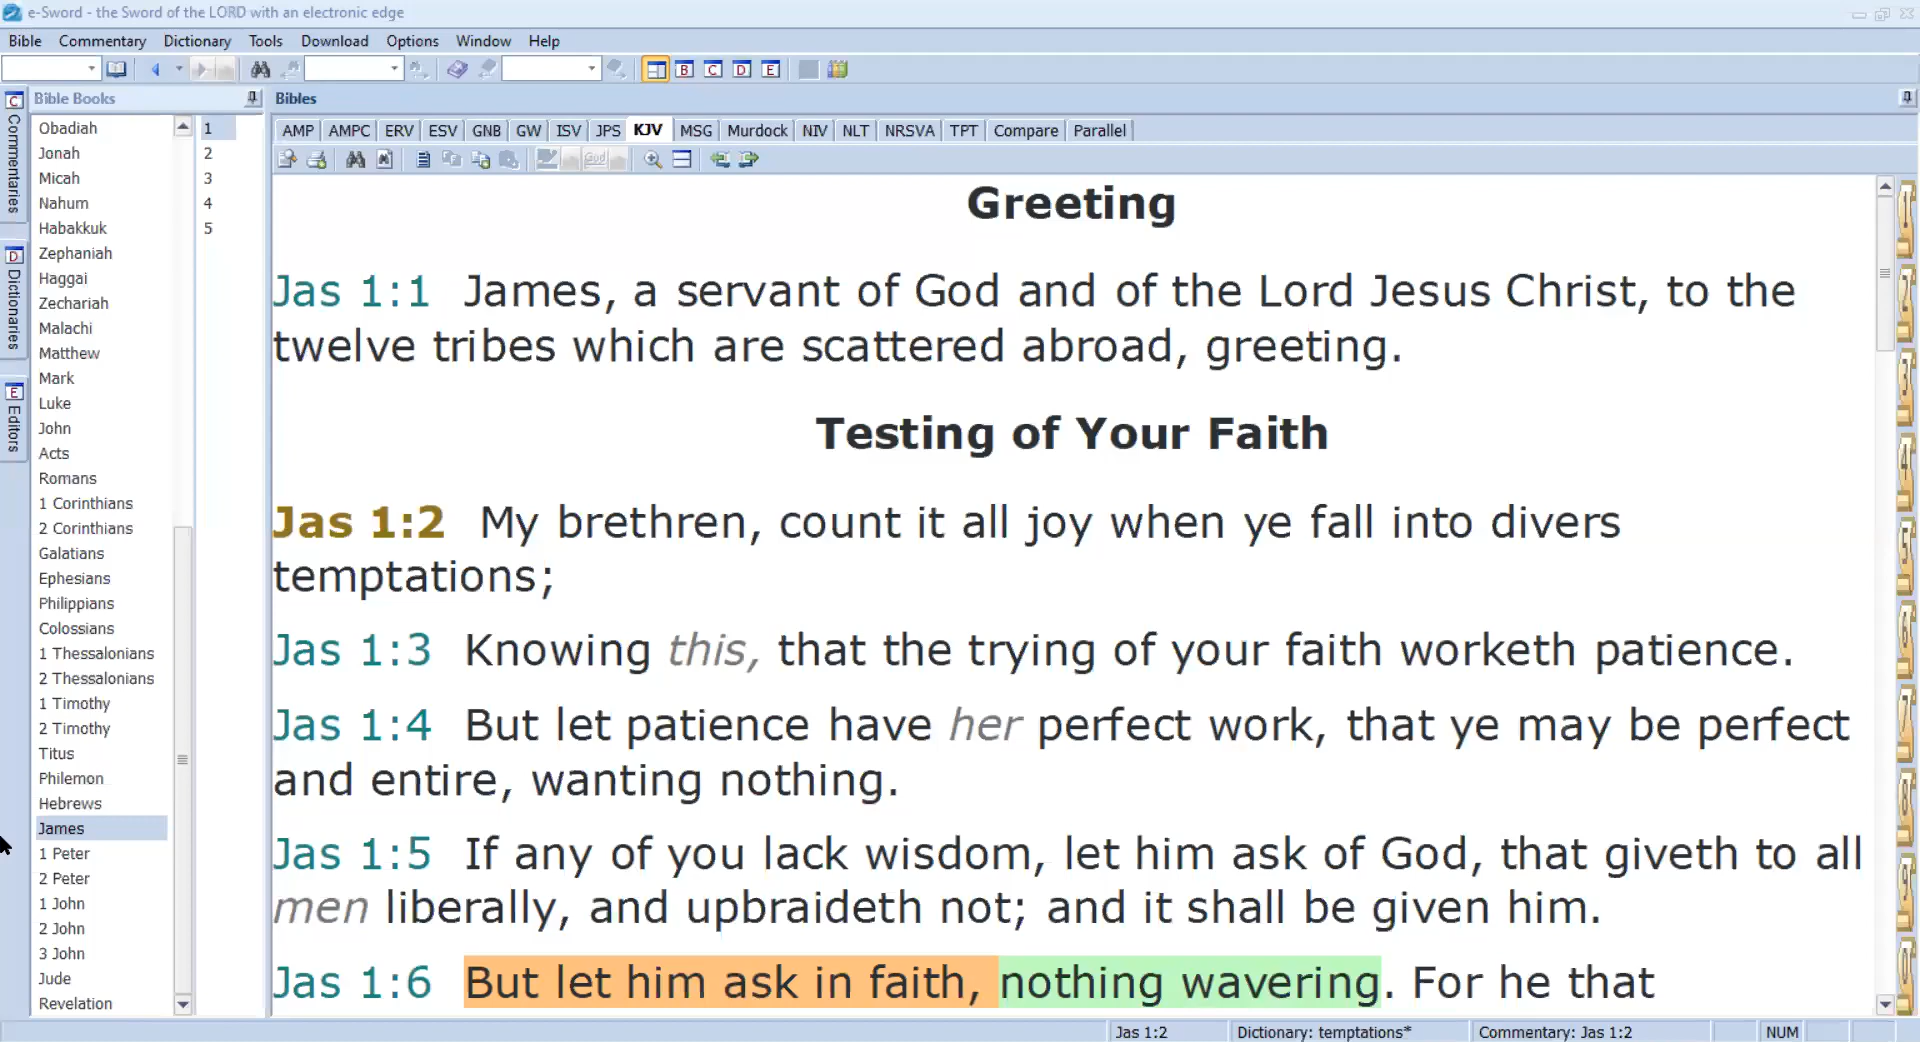 e-Sword - the Sword of the LORD with an electronic edge
Bible Commentary Dictionary Tools Download Options Window Help
B C D E
C Commentaries
D Dictionaries
E Editors
Bible Books
Obadiah
Jonah
Micah
Nahum
Habakkuk
Zephaniah
Haggai
Zechariah
Malachi
Matthew
Mark
Luke
John
Acts
Romans
1 Corinthians
2 Corinthians
Galatians
Ephesians
Philippians
Colossians
1 Thessalonians
2 Thessalonians
1 Timothy
2 Timothy
Titus
Philemon
Hebrews
James
1 Peter
2 Peter
1 John
2 John
3 John
Jude
Revelation
1
2
3
4
5
Bibles
AMP AMPC ERV ESV GNB GW ISV JPS KJV MSG Murdock NIV NLT NRSVA TPT Compare Parallel
God
Greeting
Jas 1:1 James, a servant of God and of the Lord Jesus Christ, to the
twelve tribes which are scattered abroad, greeting.
Testing of Your Faith
Jas 1:2 My brethren, count it all joy when ye fall into divers
temptations;
Jas 1:3 Knowing this, that the trying of your faith worketh patience.
Jas 1:4 But let patience have her perfect work, that ye may be perfect
and entire, wanting nothing.
Jas 1:5 If any of you lack wisdom, let him ask of God, that giveth to all
men liberally, and upbraideth not; and it shall be given him.
Jas 1:6 But let him ask in faith, nothing wavering. For he that
Jas 1:2 Dictionary: temptations* Commentary: Jas 1:2 NUM